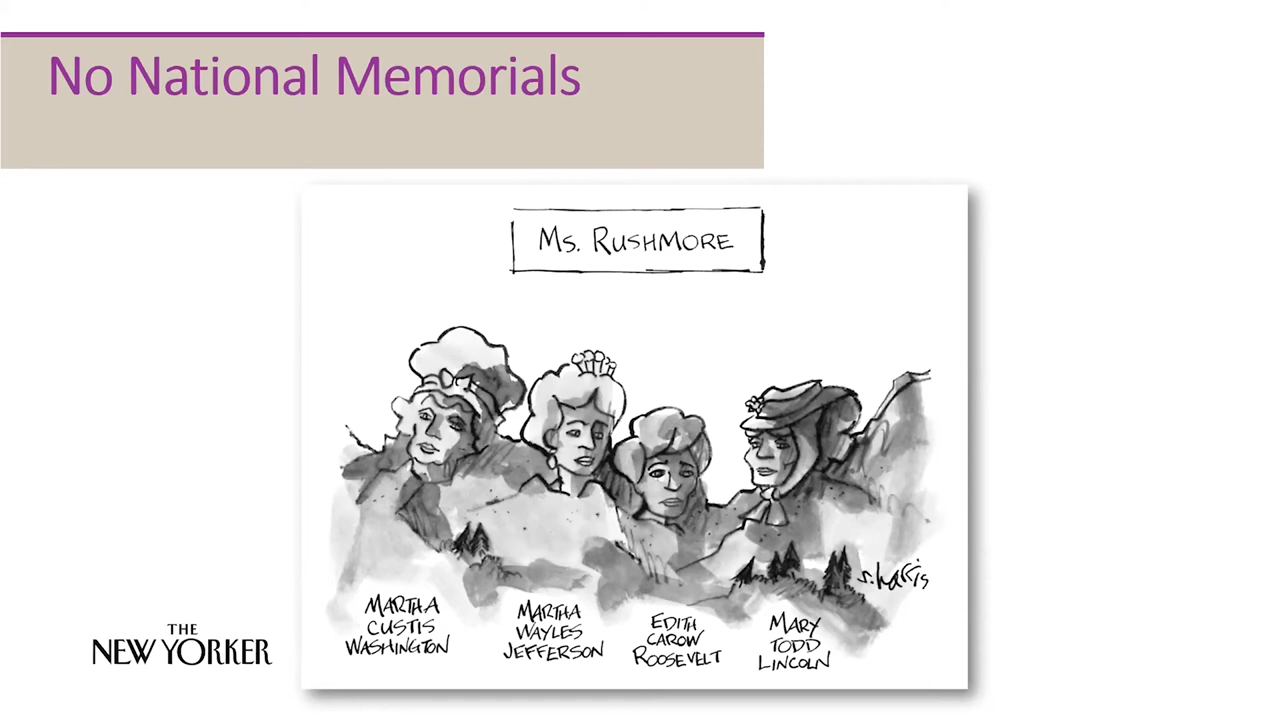 No National Memorials
Ms. RUSHMORE
MARTHA
CUSTIS
WASHINGTON
MARTHA
WAYLES
JEFFERSON
EDITH
CAROW
ROOSEVELT
MARY
TODD
LINCOLN
S. harris
THE
NEW YORKER